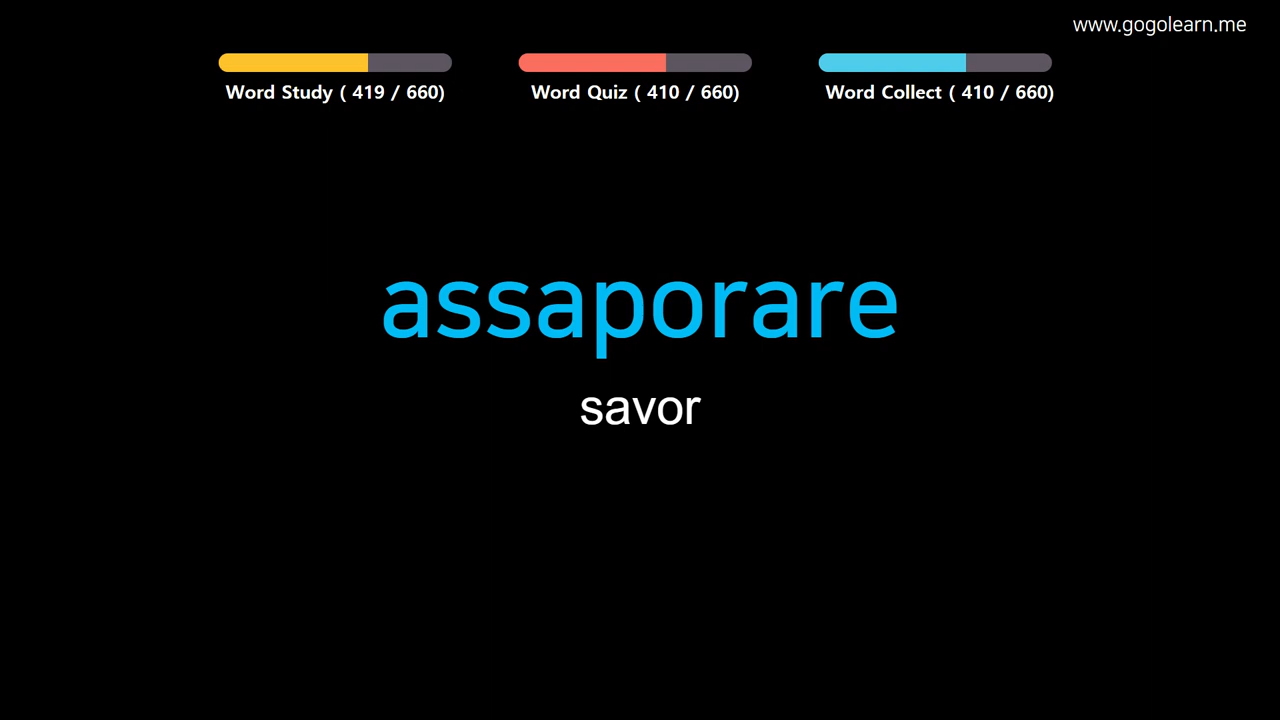 www.gogolearn.me
Word Study ( 419 / 660)
Word Quiz ( 410 / 660)
Word Collect ( 410 / 660)
assaporare
savor